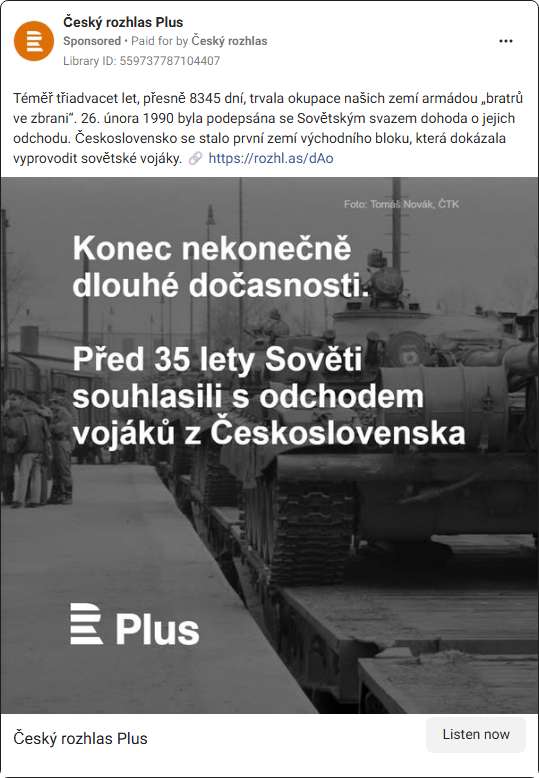 Český rozhlas Plus
Sponsored • Paid for by Český rozhlas
Library ID: 559737787104407
Téměř třiadvacet let, přesně 8345 dní, trvala okupace našich zemí armádou „bratrů
ve zbrani“. 26. února 1990 byla podepsána se Sovětským svazem dohoda o jejich
odchodu. Československo se stalo první zemí východního bloku, která dokázala
vyprovodit sovětské vojáky. 🔗 https://rozhl.as/dAo
Foto: Tomáš Novák, ČTK
Konec nekonečně
dlouhé dočasnosti.
Před 35 lety Sověti
souhlasili s odchodem
vojáků z Československa
Plus
Český rozhlas Plus
Listen now